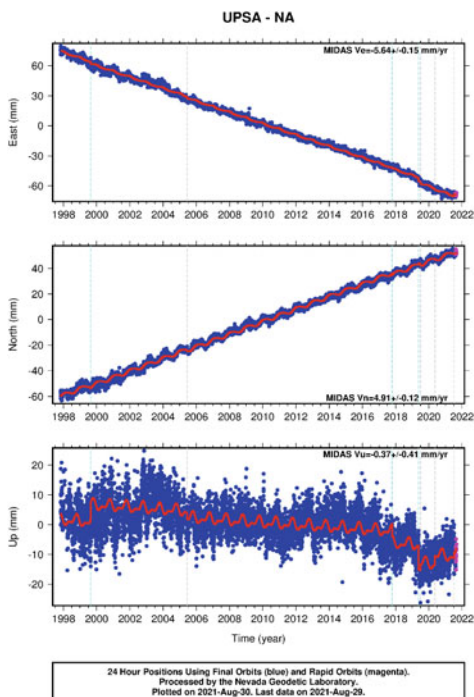 UPSA - NA
MIDAS Ve=-5.64+/-0.15 mm/yr
East (mm)
60
30
0
-30
-60
1998 2000 2002 2004 2006 2008 2010 2012 2014 2016 2018 2020 2022
North (mm)
40
20
0
-20
-40
-60
MIDAS Vn=4.91+/-0.12 mm/yr
1998 2000 2002 2004 2006 2008 2010 2012 2014 2016 2018 2020 2022
MIDAS Vu=-0.37+/-0.41 mm/yr
Up (mm)
20
10
0
-10
-20
1998 2000 2002 2004 2006 2008 2010 2012 2014 2016 2018 2020 2022
Time (year)
24 Hour Positions Using Final Orbits (blue) and Rapid Orbits (magenta).
Processed by the Nevada Geodetic Laboratory.
Plotted on 2021-Aug-30. Last data on 2021-Aug-29.